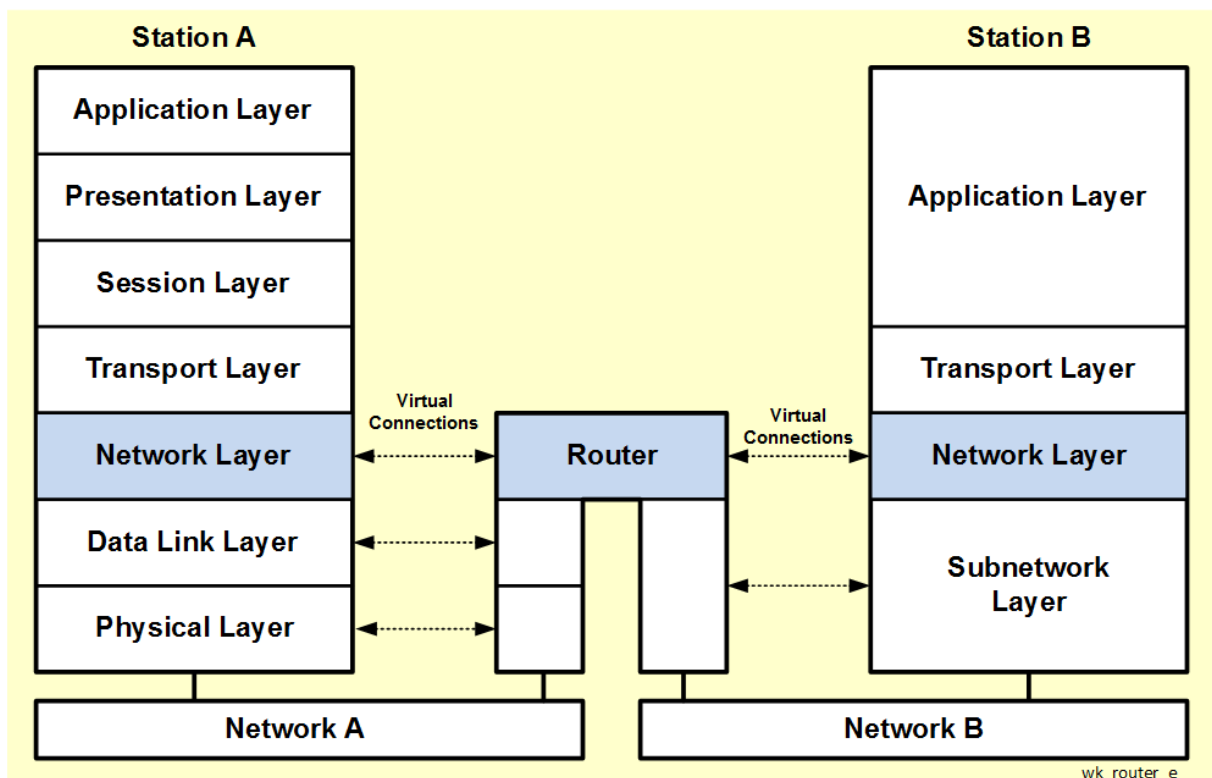 Station A
Station B
Application Layer
Presentation Layer
Session Layer
Transport Layer
Network Layer
Data Link Layer
Physical Layer
Network A
Virtual
Connections
Router
Virtual
Connections
Application Layer
Transport Layer
Network Layer
Subnetwork
Layer
Network B
wk_router_e